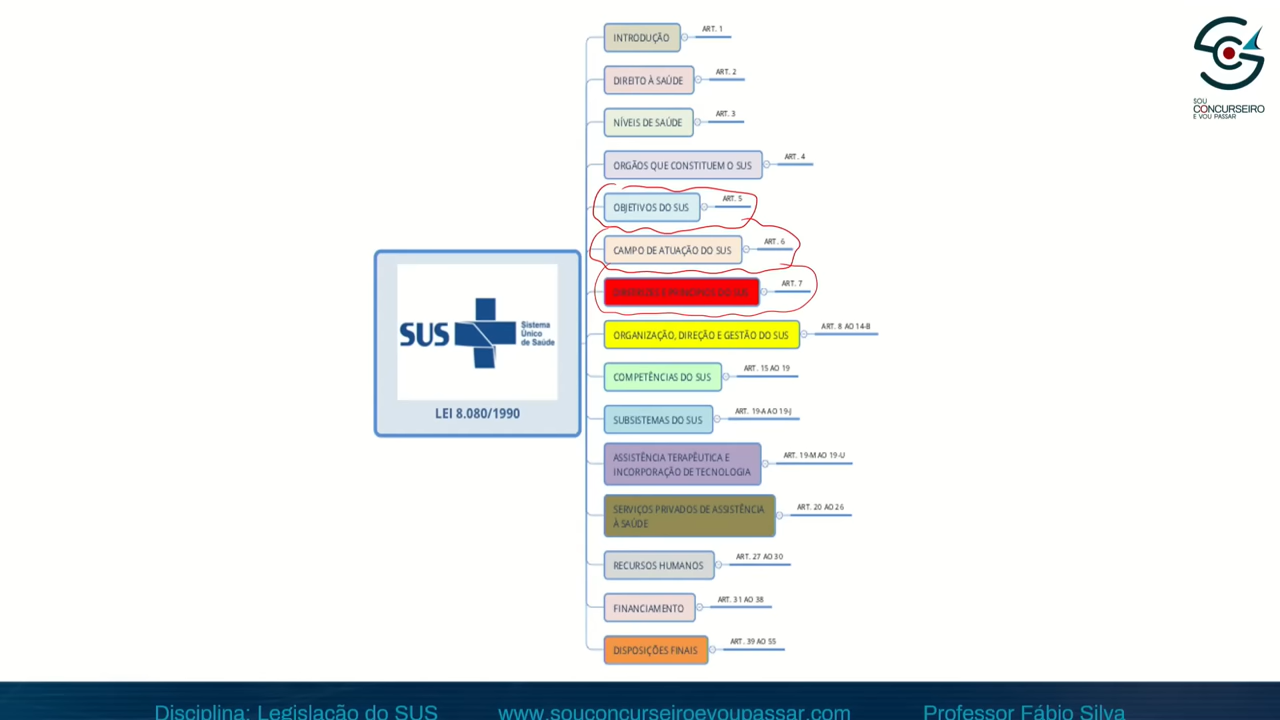 INTRODUÇÃO
ART. 1
DIREITO À SAÚDE
ART. 2
NÍVEIS DE SAÚDE
ART. 3
ORGÃOS QUE CONSTITUEM O SUS
ART. 4
OBJETIVOS DO SUS
ART. 5
CAMPO DE ATUAÇÃO DO SUS
ART. 6
DIRETRIZES E PRINCÍPIOS DO SUS
ART. 7
ORGANIZAÇÃO, DIREÇÃO E GESTÃO DO SUS
ART. 8 AO 14-B
COMPETÊNCIAS DO SUS
ART. 15 AO 19
SUBSISTEMAS DO SUS
ART. 19-A AO 19-J
ASSISTÊNCIA TERAPÊUTICA E
INCORPORAÇÃO DE TECNOLOGIA
ART. 19-M AO 19-U
SERVIÇOS PRIVADOS DE ASSISTÊNCIA
À SAÚDE
ART. 20 AO 26
RECURSOS HUMANOS
ART. 27 AO 30
FINANCIAMENTO
ART. 31 AO 38
DISPOSIÇÕES FINAIS
ART. 39 AO 55
SUS
Sistema
Único
de Saúde
LEI 8.080/1990
SOU
CONCURSEIRO
E VOU PASSAR
Disciplina: Legislação do SUS
www.souconcurseiroevoupassar.com
Professor Fábio Silva